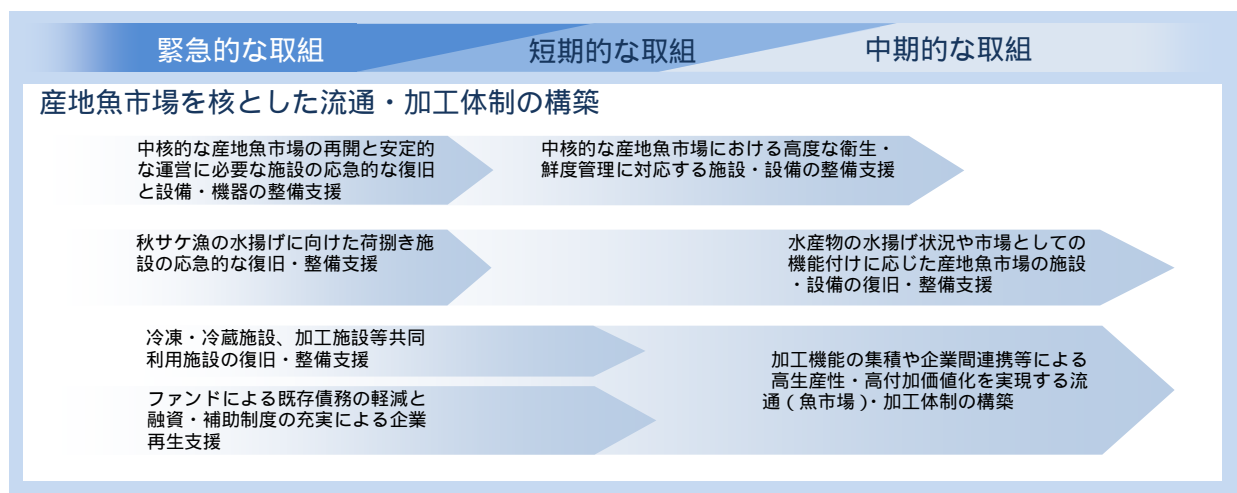 緊急的な取組
短期的な取組
中期的な取組
産地魚市場を核とした流通・加工体制の構築
中核的な産地魚市場の再開と安定的
な運営に必要な施設の応急的な復旧
と設備・機器の整備支援
中核的な産地魚市場における高度な衛生・
鮮度管理に対応する施設・設備の整備支援
秋サケ漁の水揚げに向けた荷捌き施
設の応急的な復旧・整備支援
水産物の水揚げ状況や市場としての
機能付けに応じた産地魚市場の施設
・設備の復旧・整備支援
冷凍・冷蔵施設、加工施設等共同
利用施設の復旧・整備支援
ファンドによる既存債務の軽減と
融資・補助制度の充実による企業
再生支援
加工機能の集積や企業間連携等による
高生産性・高付加価値化を実現する流
通(魚市場)・加工体制の構築